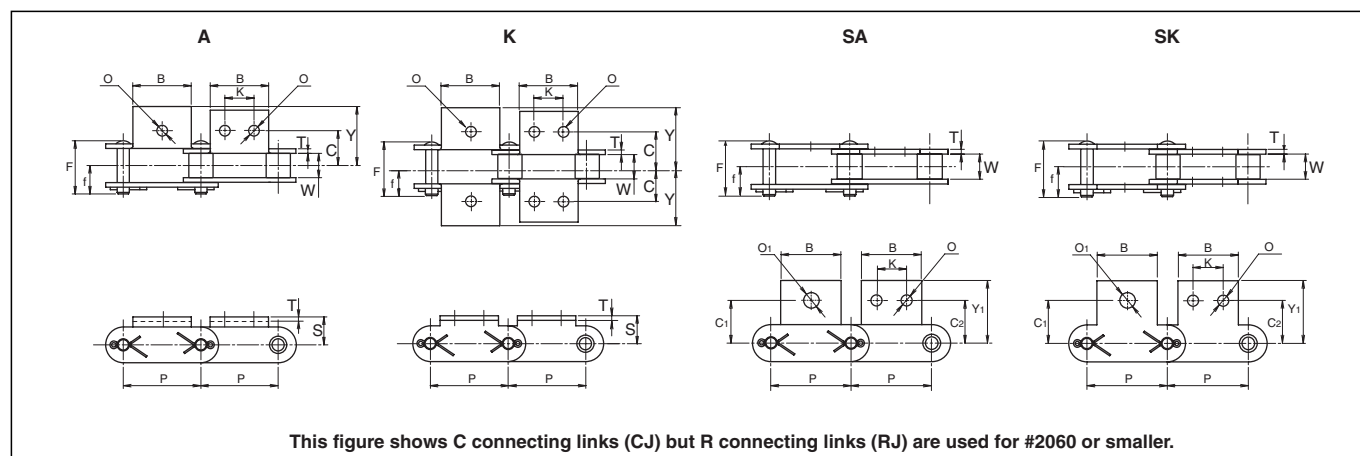 A
K
SA
SK
O
B
B
O
K
F
f
T
C
Y
W
O
B
B
O
K
F
f
T
C
Y
W
C
Y
F
f
T
W
F
f
T
W
T
S
P
P
T
S
P
P
O1
B
B
O
K
C1
C2
Y1
P
P
O1
B
B
O
K
C1
C2
Y1
P
P
This figure shows C connecting links (CJ) but R connecting links (RJ) are used for #2060 or smaller.